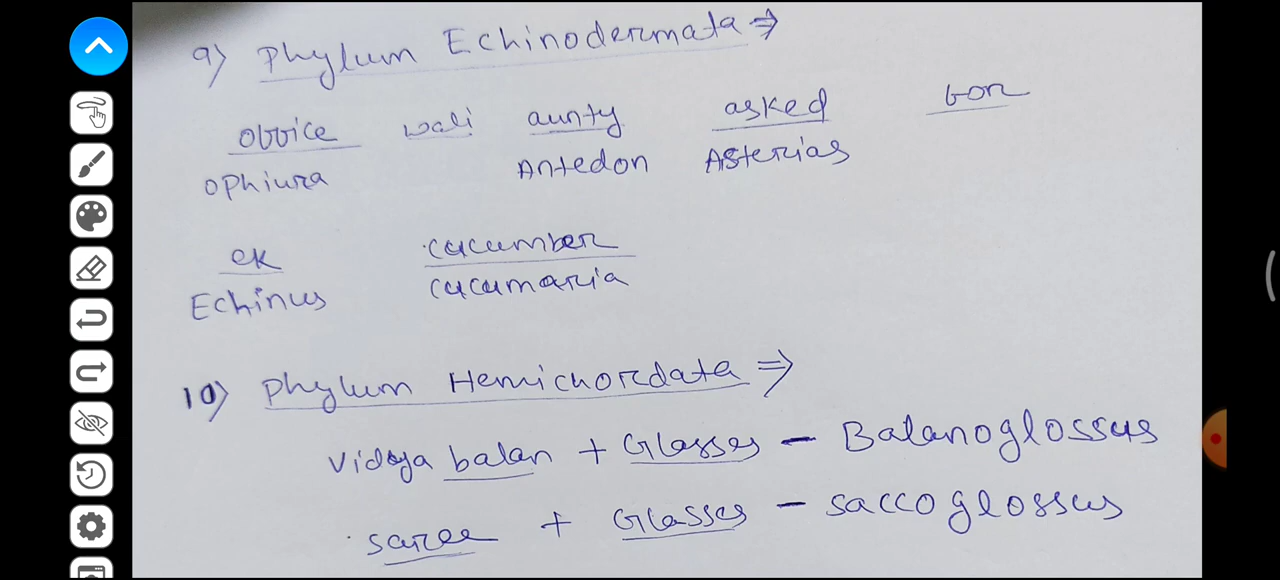 9) Phylum Echinodermata ⇒
office wali aunty asked for
Ophiura Antedon Asterias
ek cucumber
Echinus cucumaria
10) Phylum Hemichordata ⇒
Vidya balan + Glasses - Balanoglossus
saree + Glasses - saccoglossus